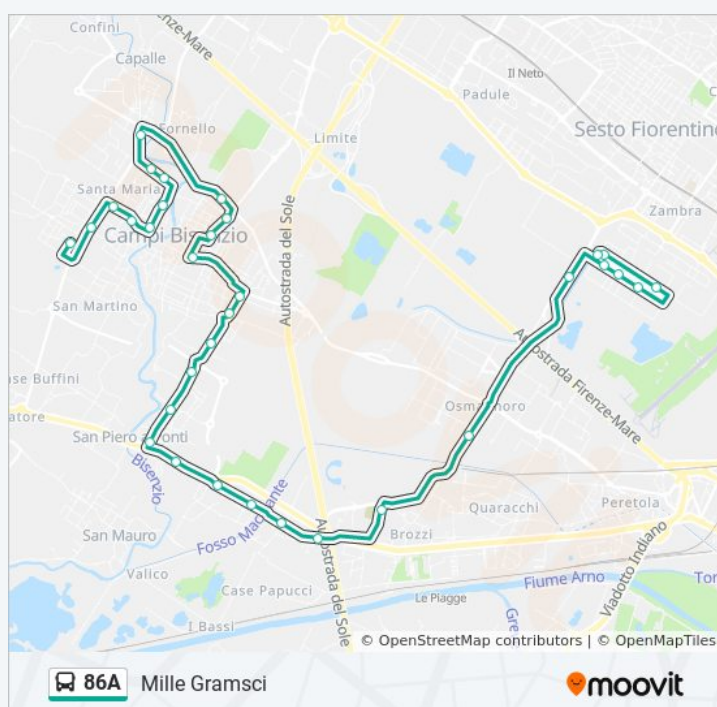 Confini
Capalle
Firenze-Mare
Il Neto
Padule
Sesto Fiorentino
Fornello
Limite
Santa Maria
Zambra
Campi Bisenzio
Autostrada del Sole
San Martino
Autostrada Firenze-Mare
Case Buffini
Osmannoro
San Piero a Ponti
Bisenzio
Quaracchi
Peretola
San Mauro
Fosso Macinante
Brozzi
Viadotto Indiano
Valico
Autostrada del Sole
Case Papucci
Fiume Arno
Le Piagge
I Bassi
© OpenStreetMap contributors | © OpenMapTiles
86A Mille Gramsci
moovit